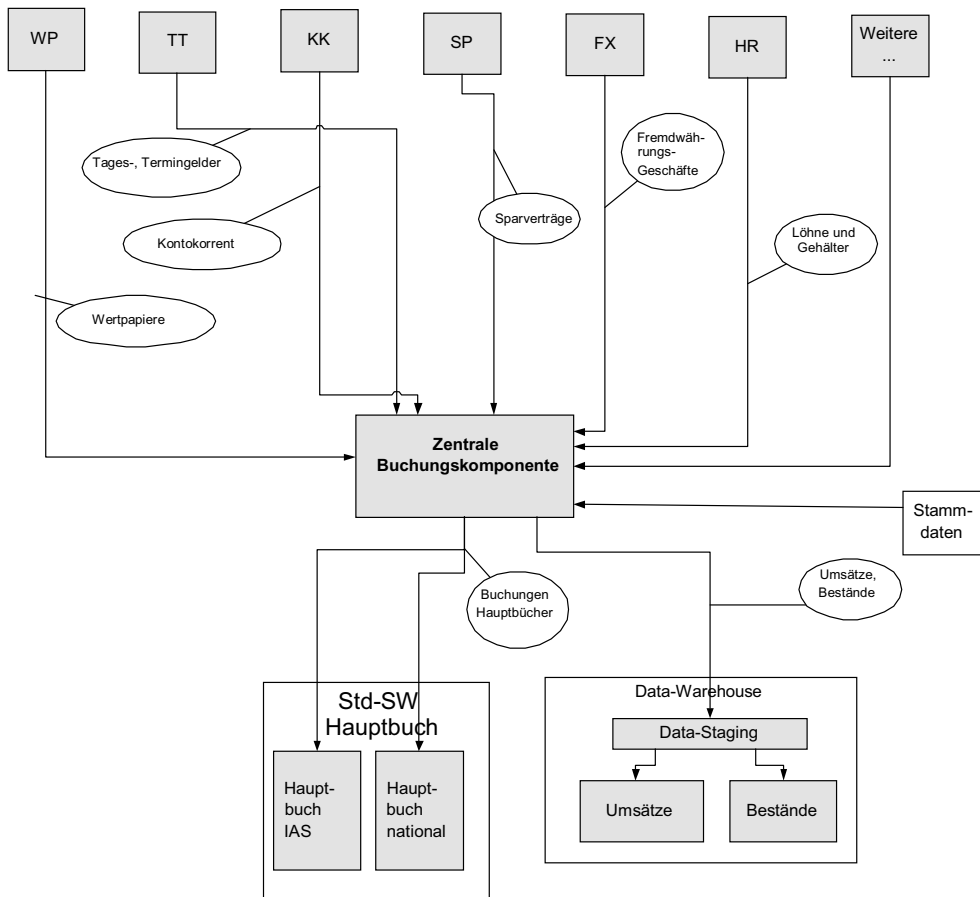 WP
TT
KK
SP
FX
HR
Weitere
...
Fremdwäh-
rungs-
Geschäfte
Tages-, Termingelder
Sparverträge
Löhne und
Gehälter
Kontokorrent
Wertpapiere
Zentrale
Buchungskomponente
Stamm-
daten
Buchungen
Hauptbücher
Umsätze,
Bestände
Std-SW
Hauptbuch
Haupt-
buch
IAS
Haupt-
buch
national
Data-Warehouse
Data-Staging
Umsätze
Bestände